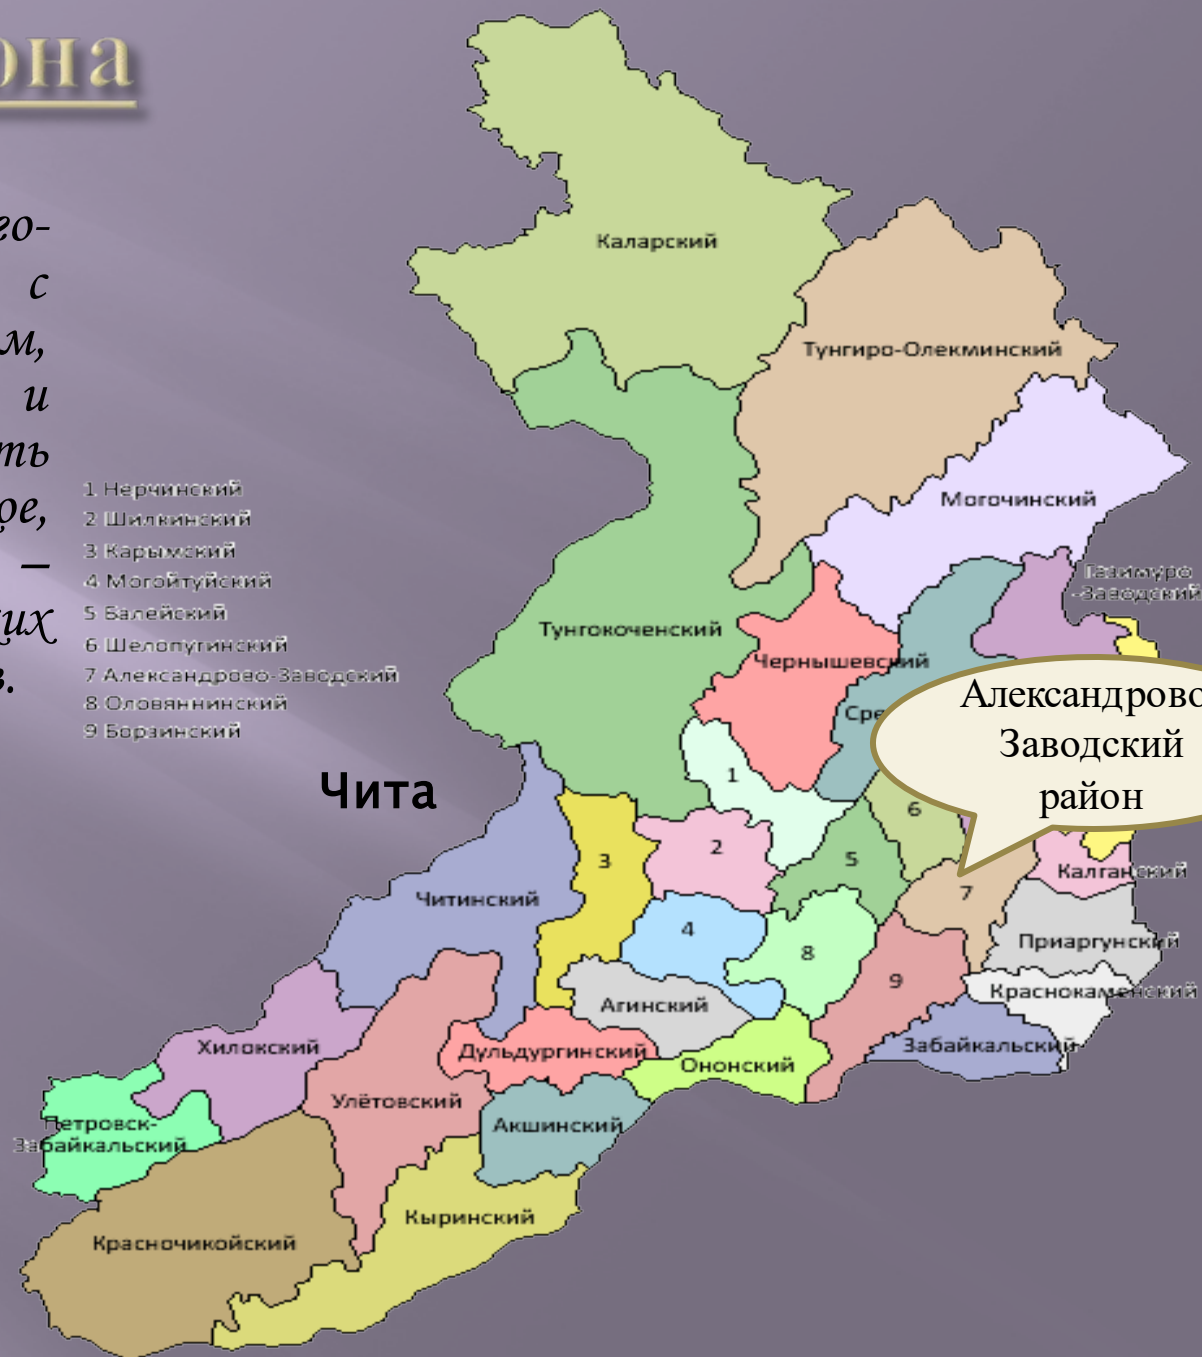 она
го-
с
м,
и
ть
ое,
–
ких
в.
1 Нерчинский
2 Шилкинский
3 Карымский
4 Могойтуйский
5 Балейский
6 Шелопугинский
7 Александрово-Заводский
8 Оловяннинский
9 Борзинский
Чита
Каларский
Тунгиро-Олекминский
Могочинский
Газимуро
-Заводский
Тунгокоченский
Чернышевский
Сре
Александрово
Заводский
район
1
6
2
3
5
Калганский
Читинский
7
4
8
Приаргунский
9
Краснокаменский
Агинский
Хилокский
Дульдургинский
Забайкальский
Ононский
Улётовский
Петровск-
Забайкальский
Акшинский
Кыринский
Красночикойский